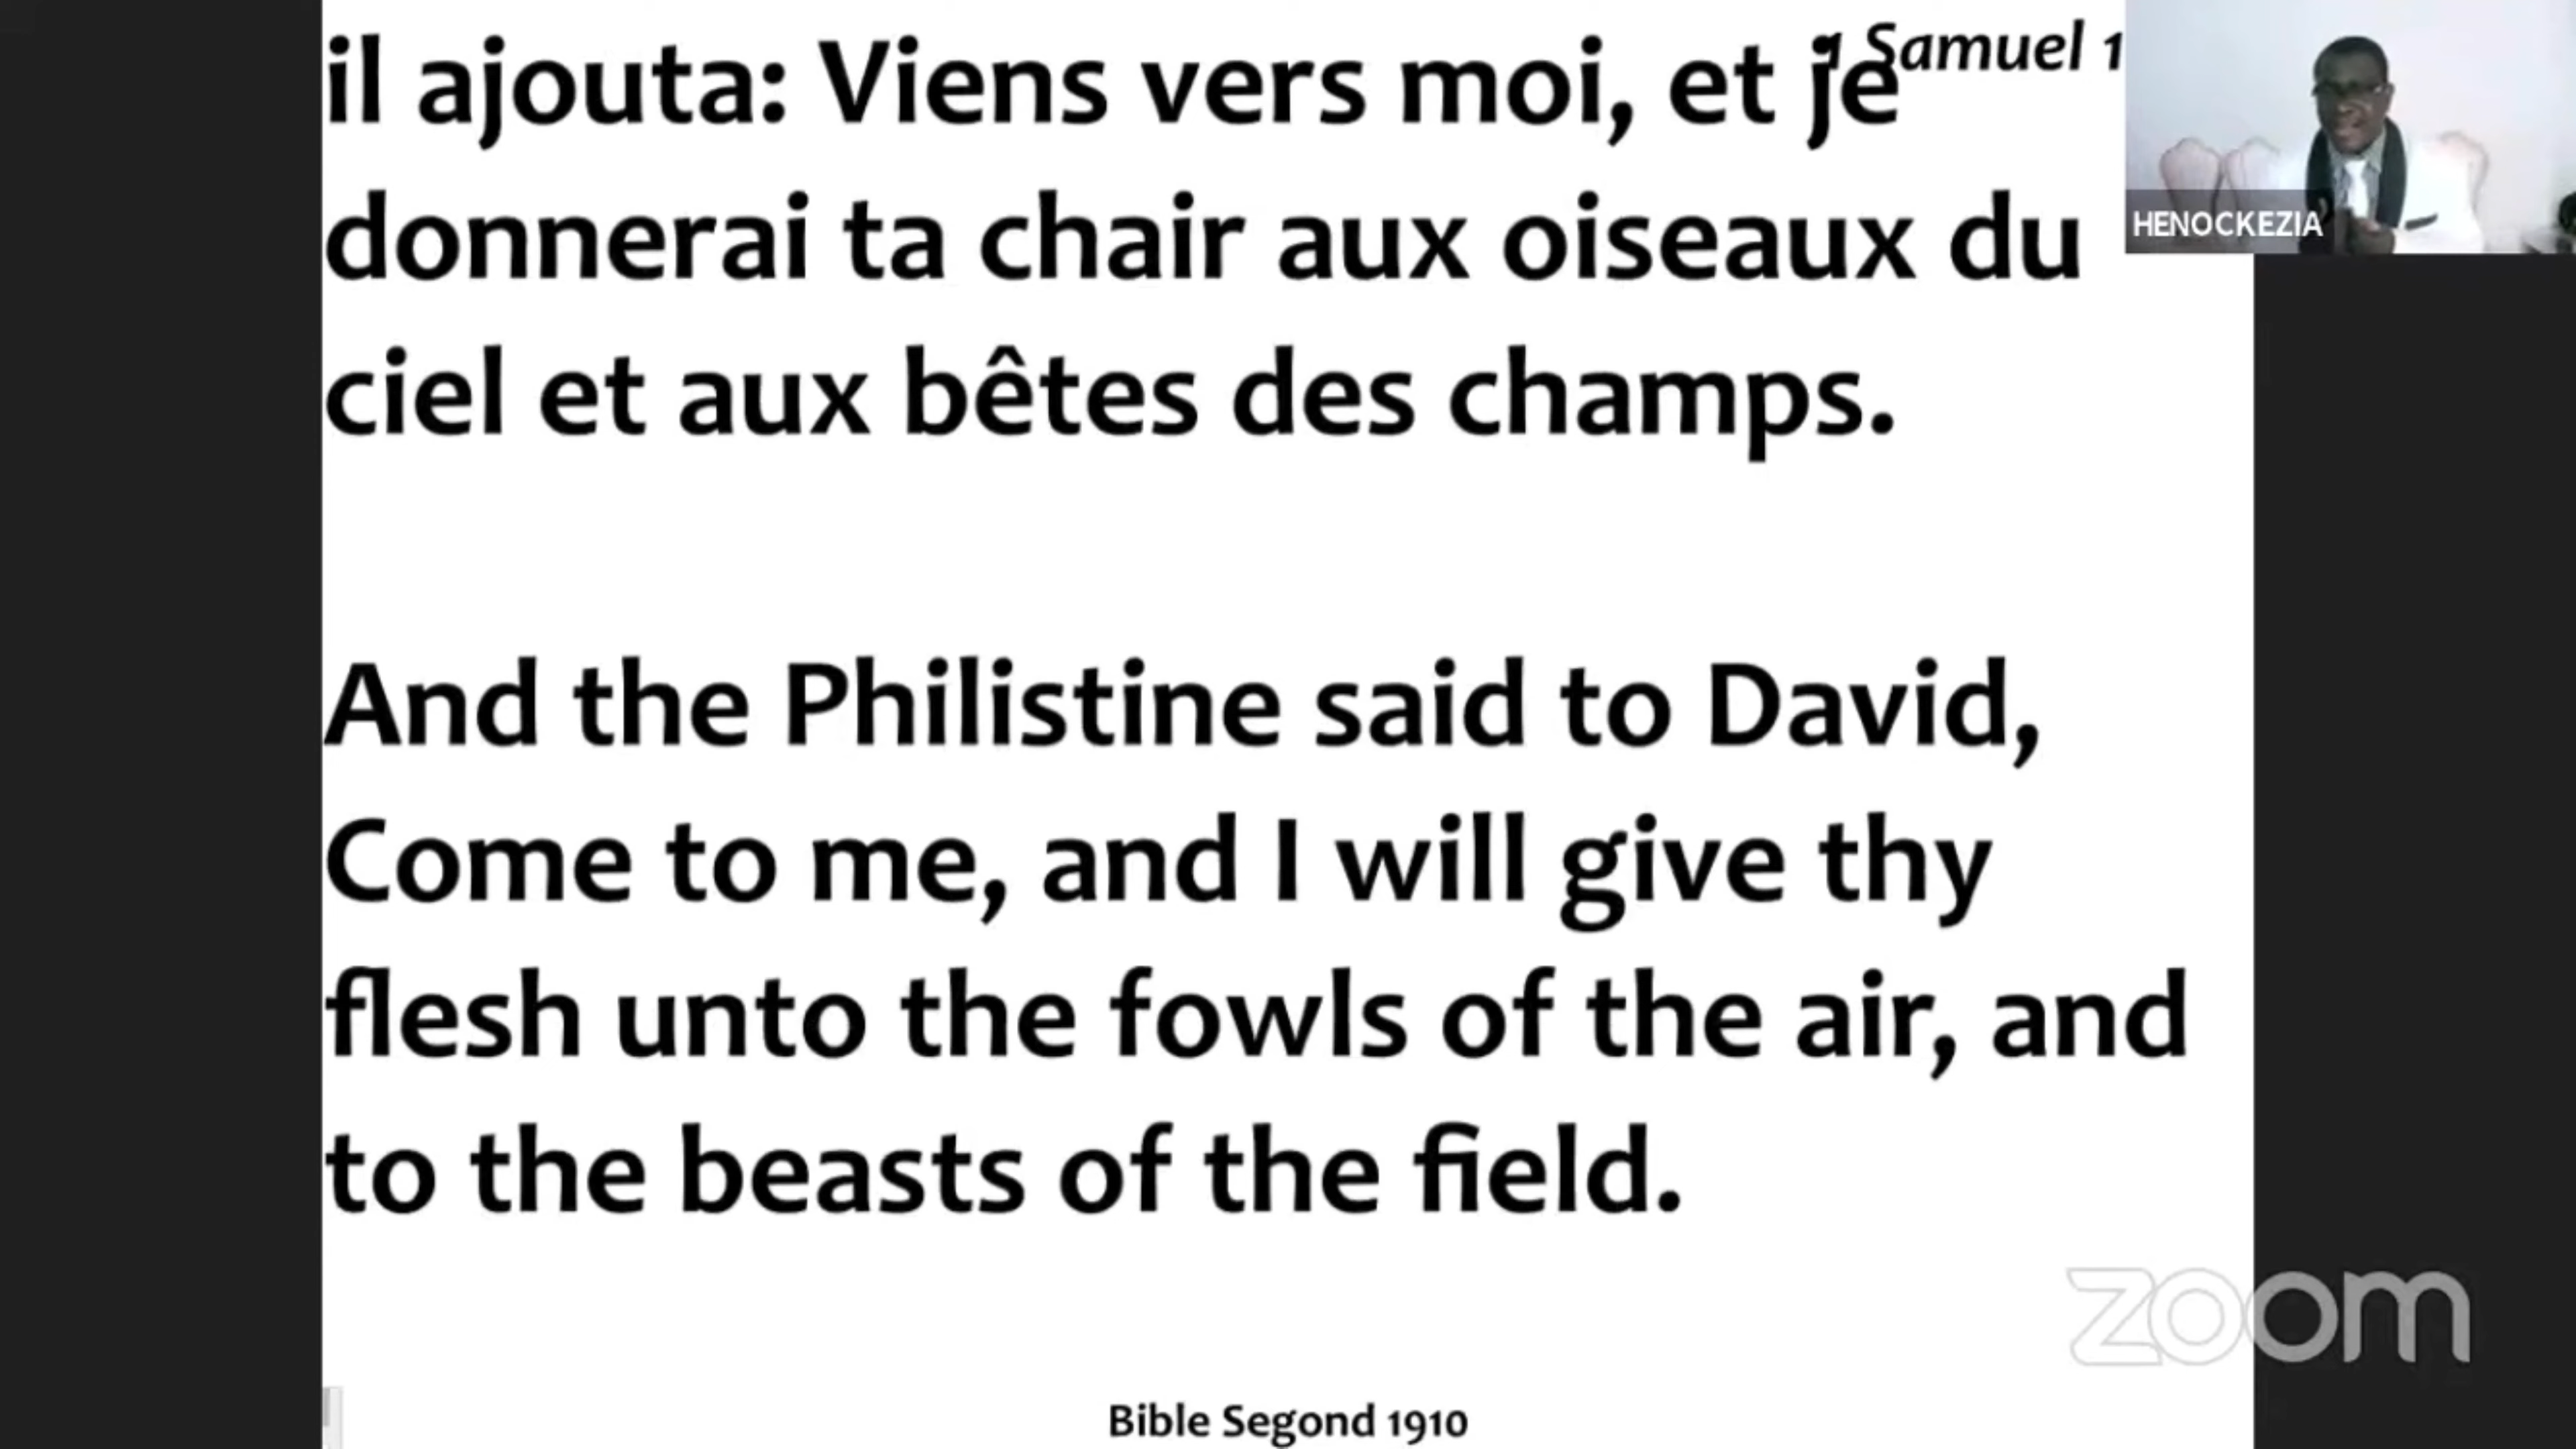 1 Samuel 1
il ajouta: Viens vers moi, et je
donnerai ta chair aux oiseaux du
ciel et aux bêtes des champs.
And the Philistine said to David,
Come to me, and I will give thy
flesh unto the fowls of the air, and
to the beasts of the field.
Bible Segond 1910
HENOCKEZIA
zoom